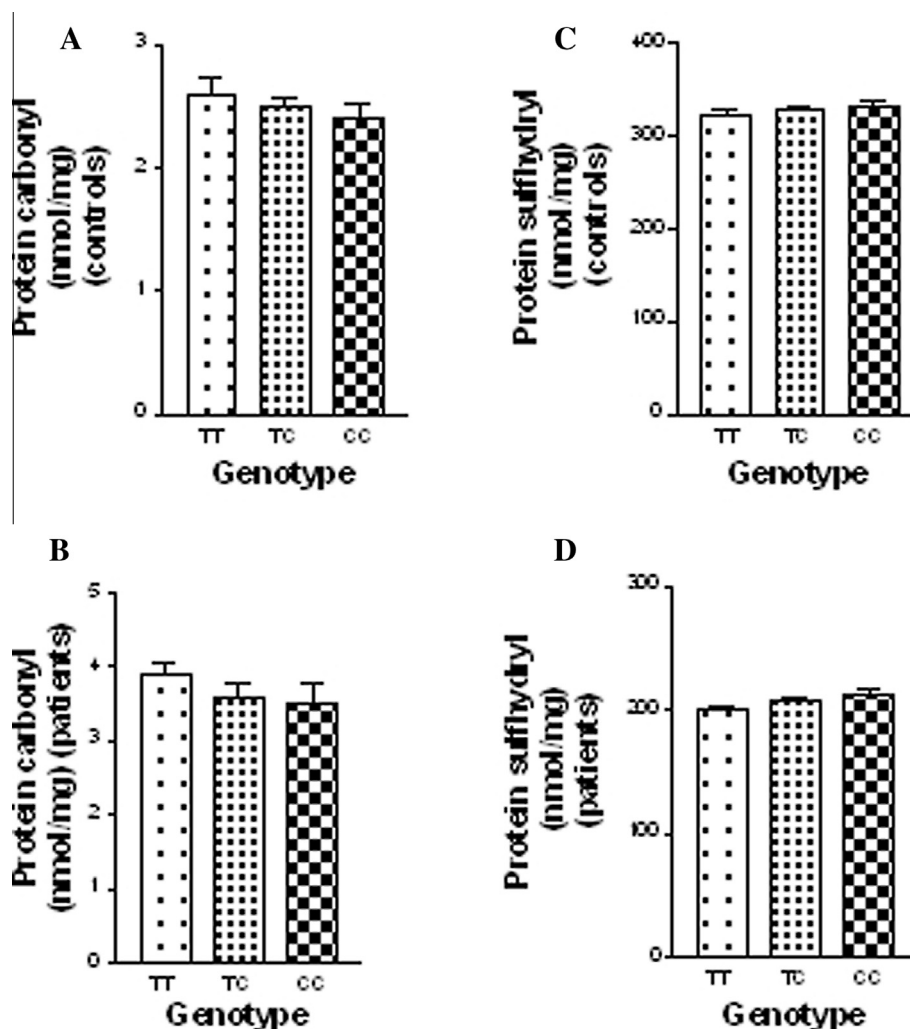 A
Protein carbonyl
(nmol/mg)
(controls)
3
2
1
0
TT
TC
CC
Genotype
C
Protein sulfhydryl
(nmol/mg)
(controls)
400
300
200
100
0
TT
TC
CC
Genotype
B
Protein carbonyl
(nmol/mg) (patients)
5
4
3
2
1
0
TT
TC
CC
Genotype
D
Protein sulfhydryl
(nmol/mg)
(patients)
300
200
100
0
TT
TC
CC
Genotype